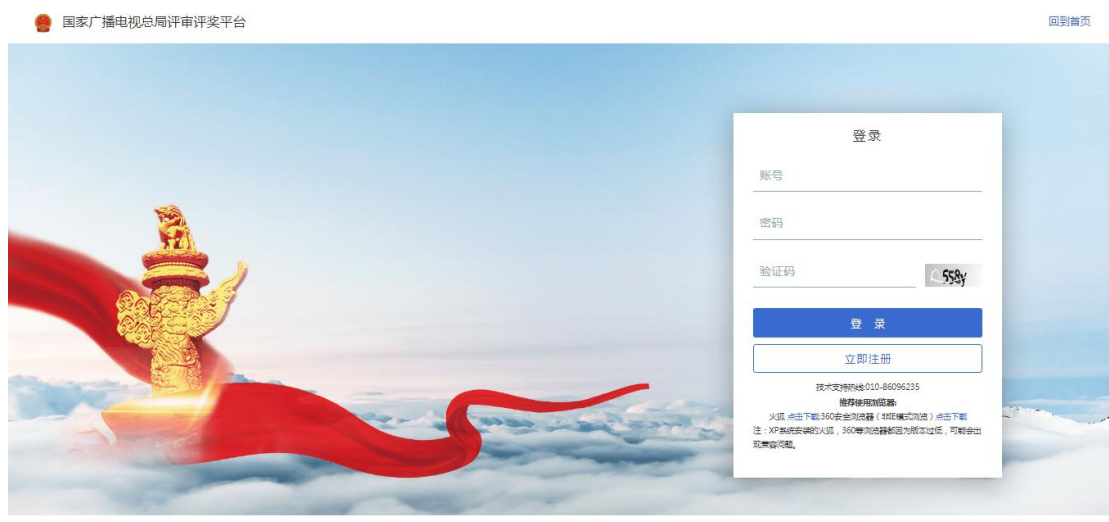 国家广播电视总局评审评奖平台
回到首页
登录
账号
密码
验证码
558y
登 录
立即注册
技术支持热线:010-86096235
推荐使用浏览器:
火狐 点击下载,360安全浏览器（非IE模式浏览）点击下载
注：XP系统安装的火狐，360等浏览器都因为版本过低，可能会出
现兼容问题。